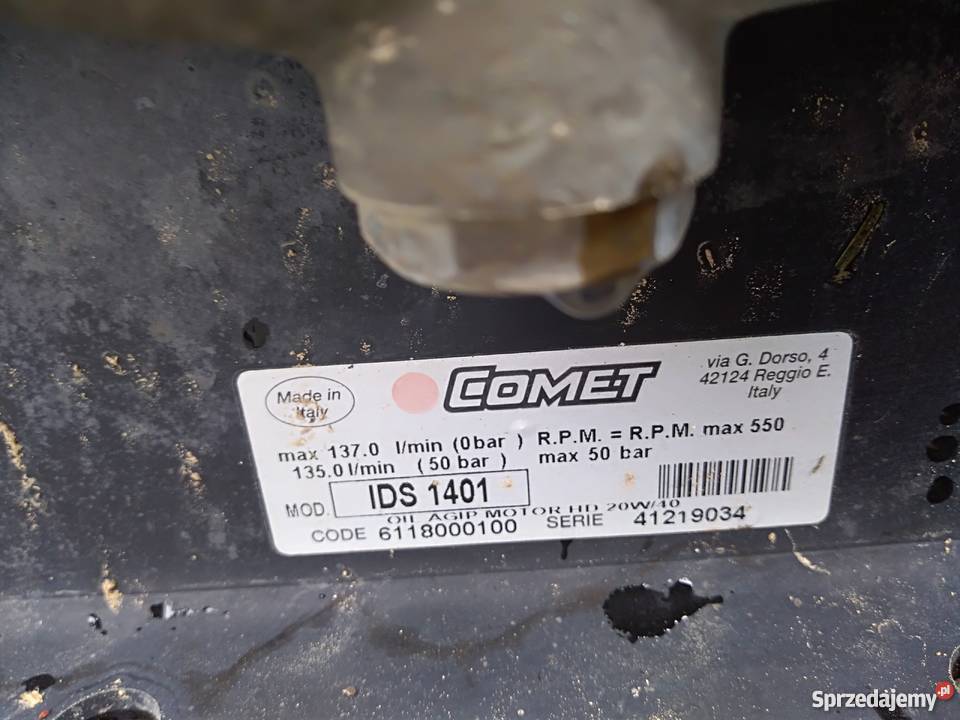 Made in
Italy
COMET
via G. Dorso, 4
42124 Reggio E.
Italy
max 137.0 l/min (0bar ) R.P.M. = R.P.M. max 550
135.0 l/min ( 50 bar ) max 50 bar
MOD. IDS 1401
OIL AGIP MOTOR HD 20W/40
CODE 6118000100 SERIE 41219034
Sprzedajemy.pl